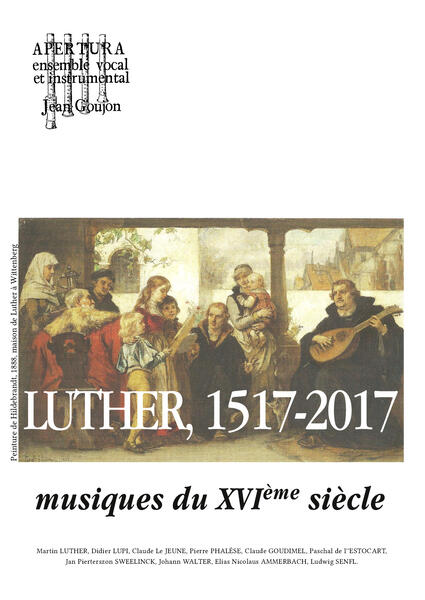 APERTURA
ensemble vocal
et instrumental
Jean Goujon
Peinture de Hildebrandt, 1888, maison de Luther à Wittenberg
LUTHER, 1517-2017
musiques du XVIème siècle
Martin LUTHER, Didier LUPI, Claude Le JEUNE, Pierre PHALÈSE, Claude GOUDIMEL, Paschal de l'’ESTOCART,
Jan Pierterszon SWEELINCK, Johann WALTER, Elias Nicolaus AMMERBACH, Ludwig SENFL.